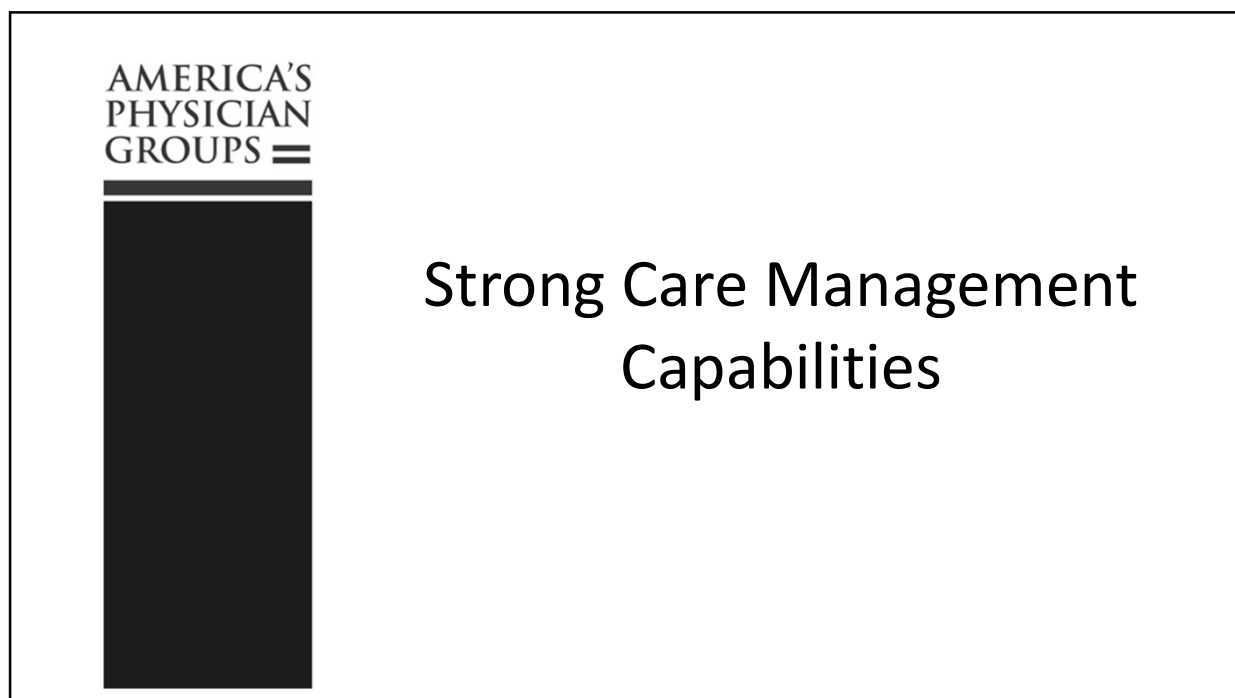 AMERICA'S
PHYSICIAN
GROUPS
Strong Care Management
Capabilities